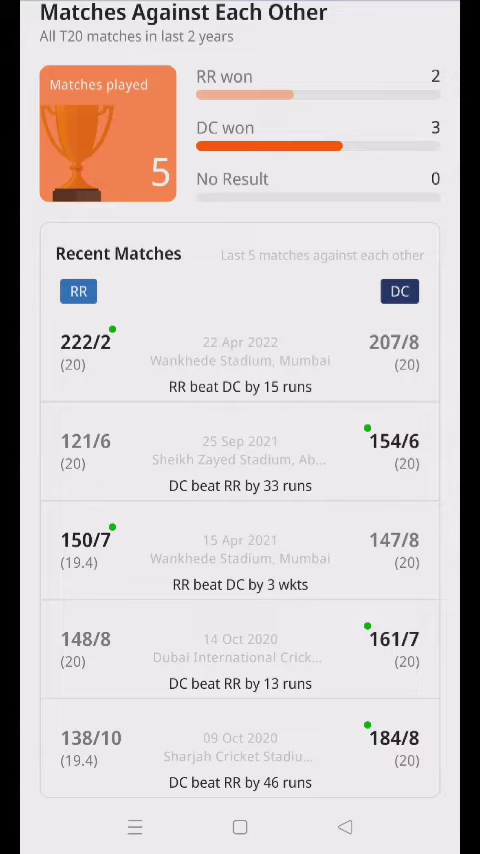 Matches Against Each Other
All T20 matches in last 2 years
Matches played
5
RR won 2
DC won 3
No Result 0
Recent Matches Last 5 matches against each other
RR DC
222/2 22 Apr 2022 207/8
(20) Wankhede Stadium, Mumbai (20)
RR beat DC by 15 runs
121/6 25 Sep 2021 154/6
(20) Sheikh Zayed Stadium, Ab... (20)
DC beat RR by 33 runs
150/7 15 Apr 2021 147/8
(19.4) Wankhede Stadium, Mumbai (20)
RR beat DC by 3 wkts
148/8 14 Oct 2020 161/7
(20) Dubai International Crick... (20)
DC beat RR by 13 runs
138/10 09 Oct 2020 184/8
(19.4) Sharjah Cricket Stadiu... (20)
DC beat RR by 46 runs